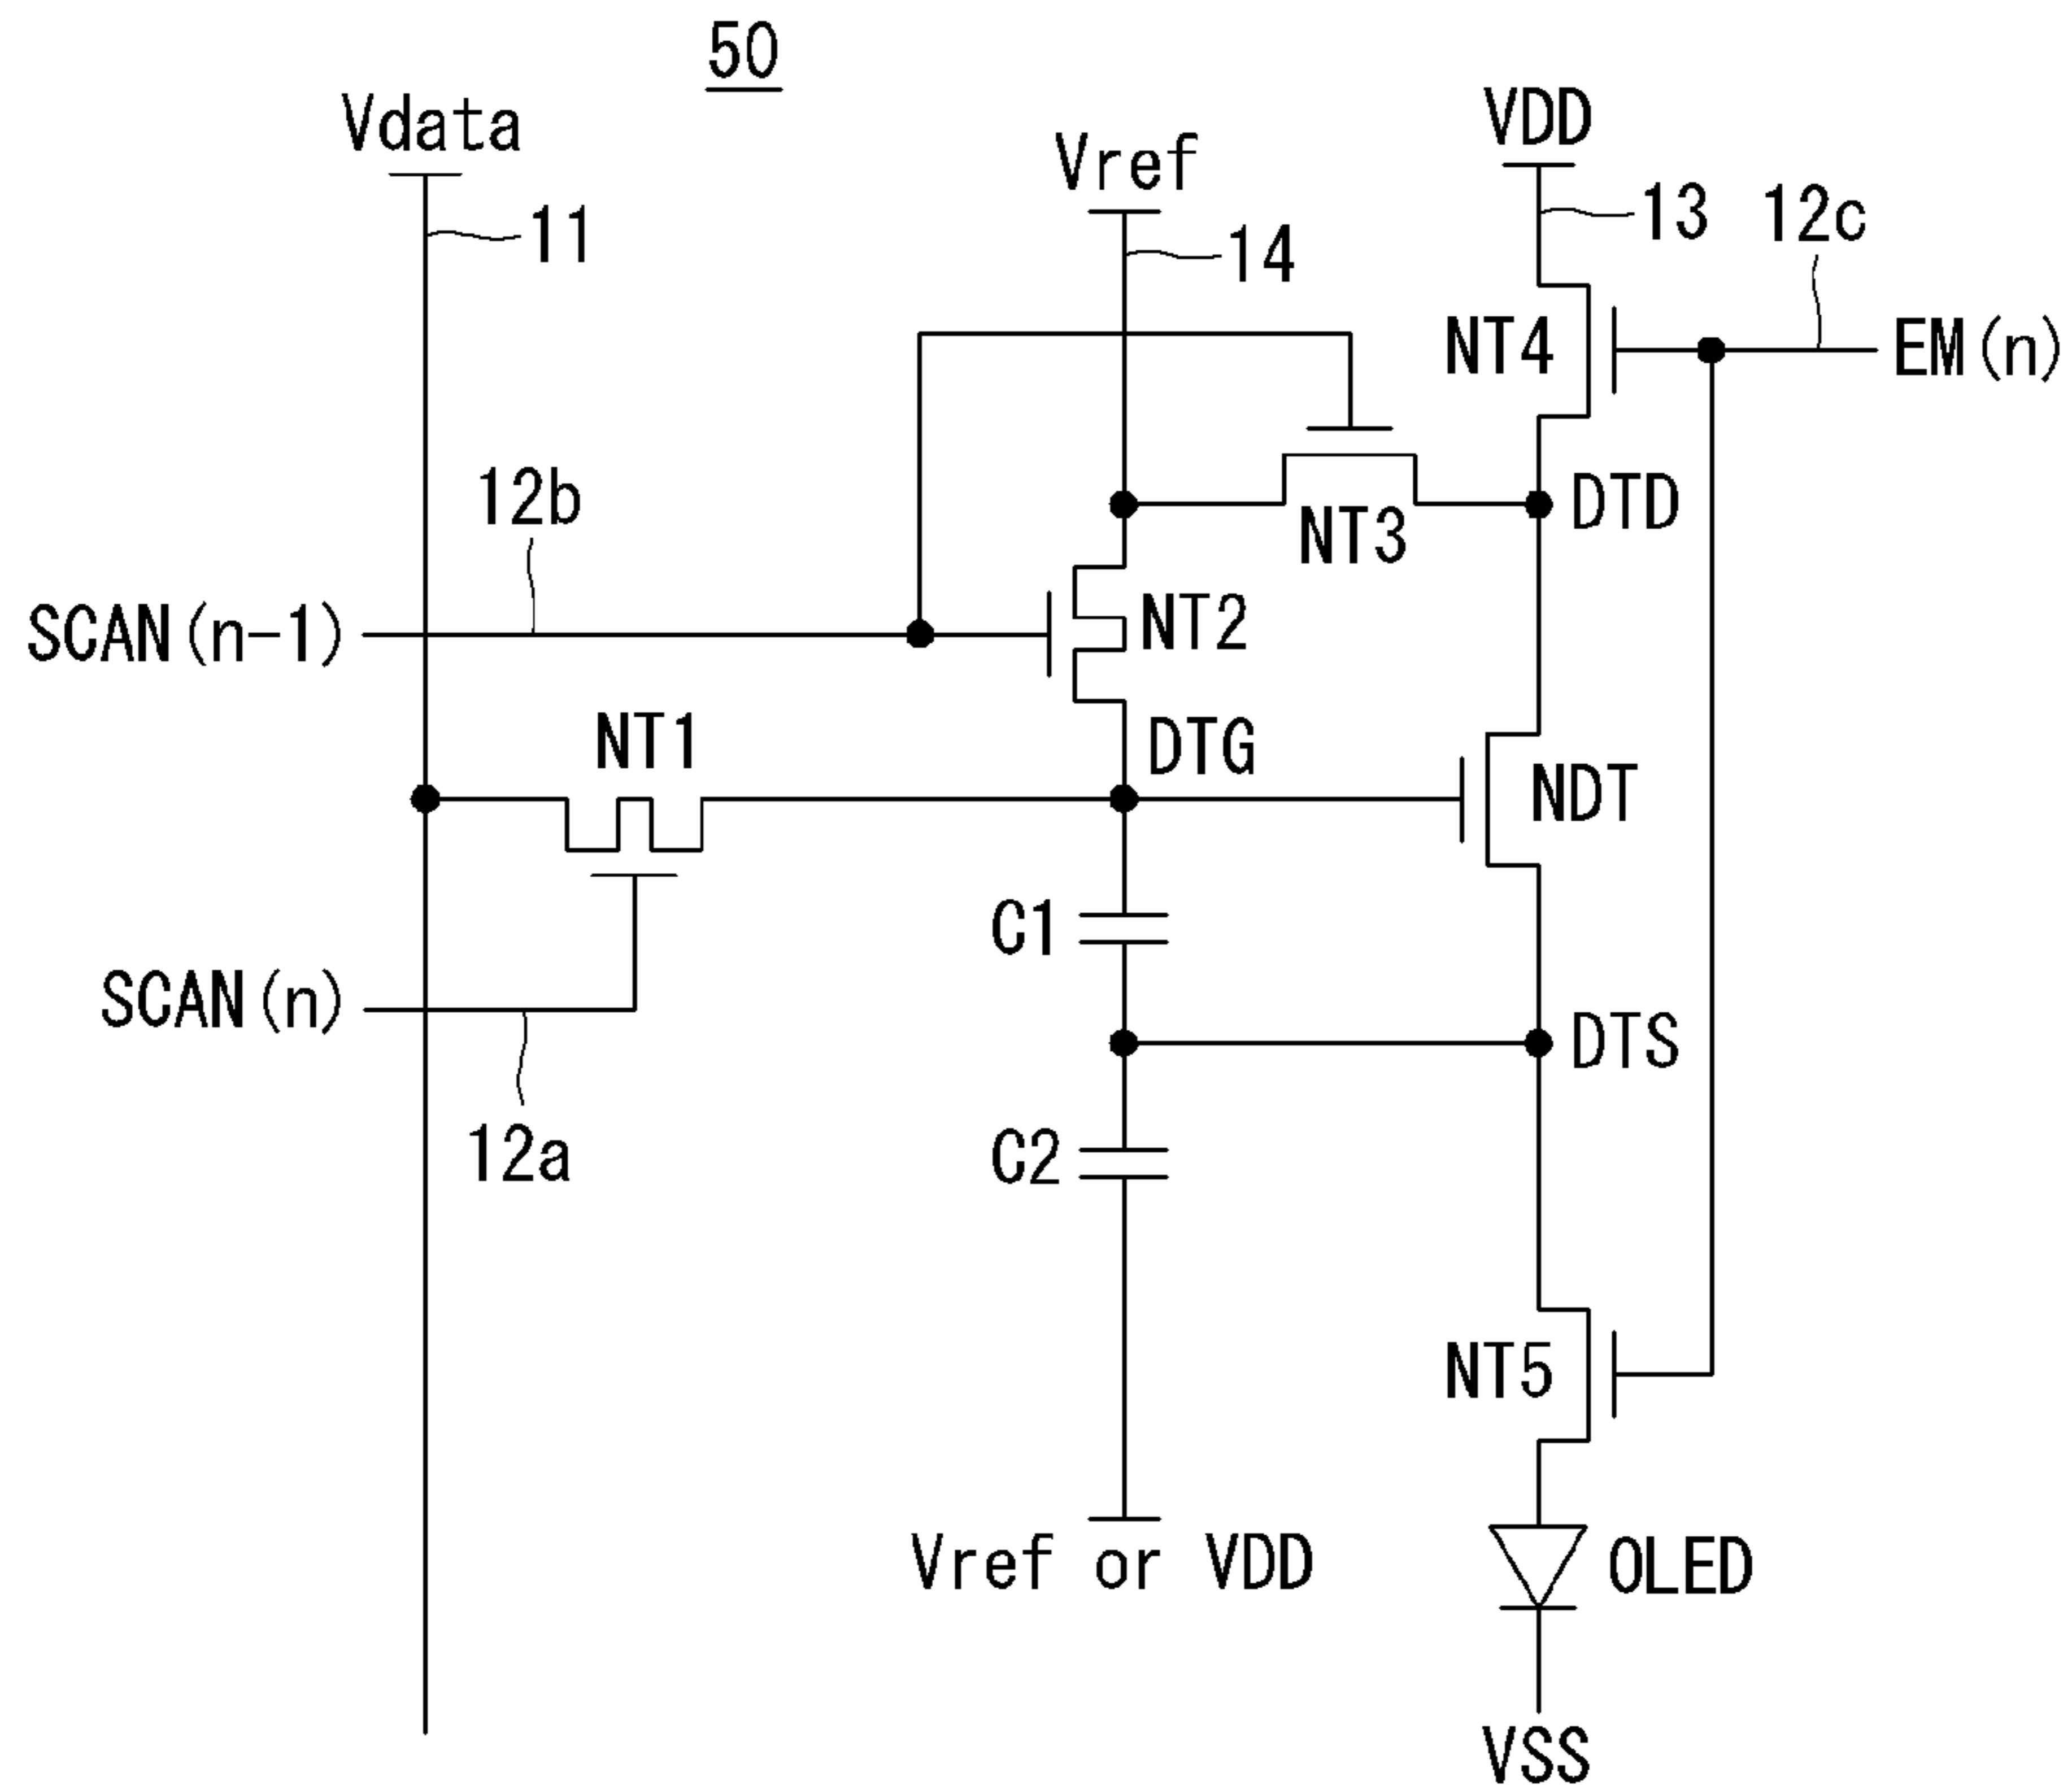 50
Vdata
VDD
Vref
11
13
12c
14
NT4
EM(n)
12b
DTD
NT3
SCAN(n-1)
NT2
NT1
DTG
NDT
C1
SCAN(n)
DTS
12a
C2
NT5
Vref or VDD
OLED
VSS